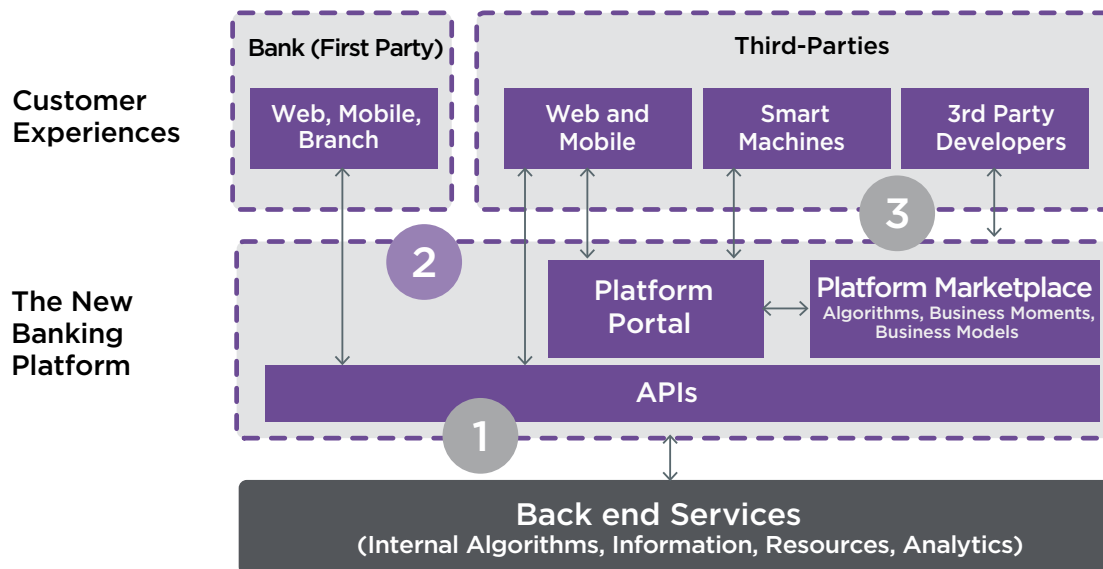 Bank (First Party)
Third-Parties
Customer
Experiences
Web, Mobile,
Branch
Web and
Mobile
Smart
Machines
3rd Party
Developers
3
2
The New
Banking
Platform
Platform
Portal
Platform Marketplace
Algorithms, Business Moments,
Business Models
APIs
1
Back end Services
(Internal Algorithms, Information, Resources, Analytics)